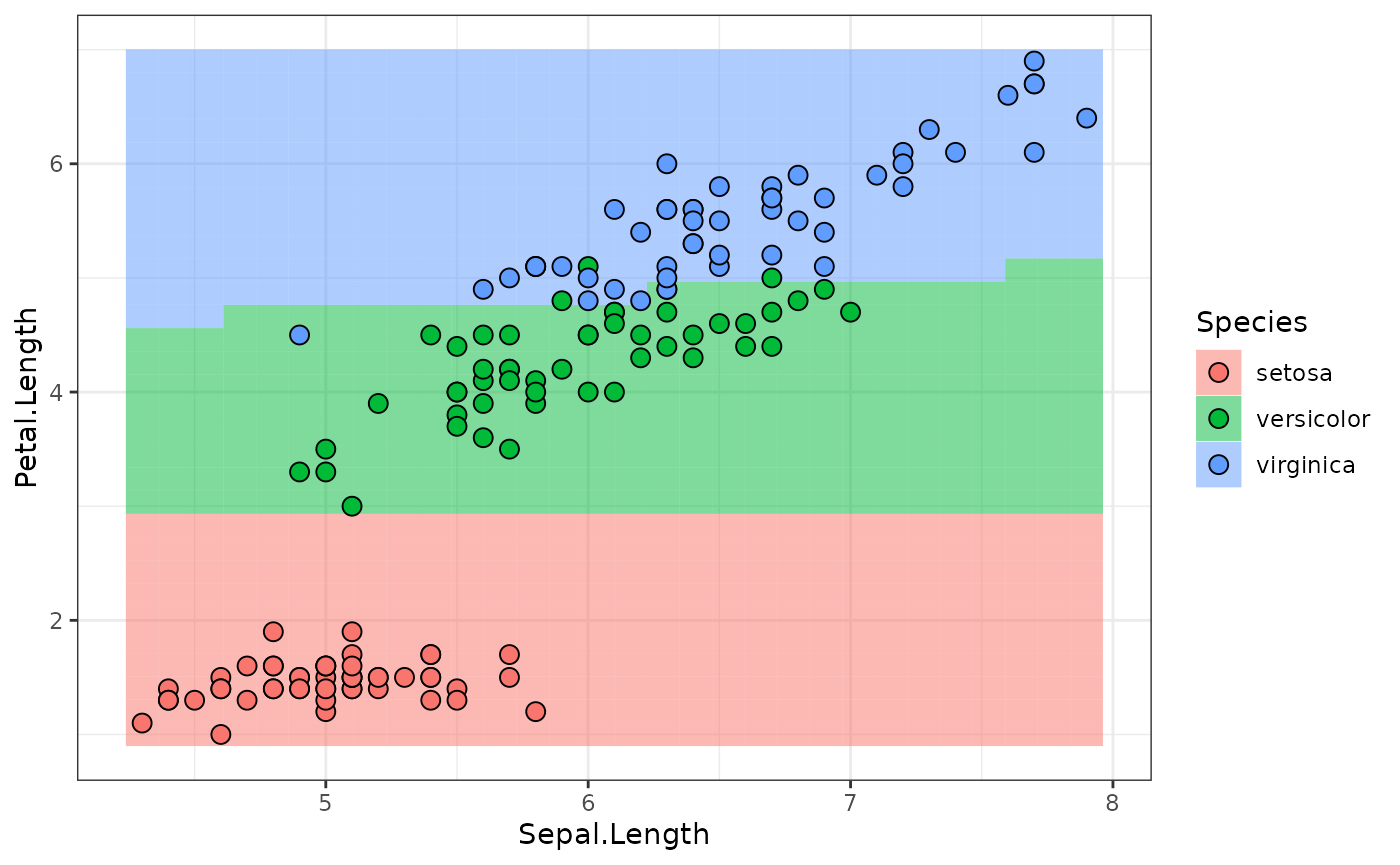 6
4
2
Petal.Length
5 6 7 8
Sepal.Length
Species
setosa
versicolor
virginica